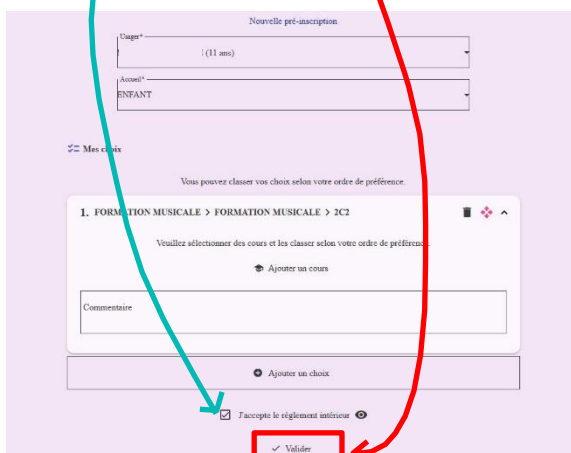 Nouvelle pré-inscription
Usager*
(11 ans)
Accueil*
ENFANT
Mes choix
Vous pouvez classer vos choix selon votre ordre de préférence.
1. FORMATION MUSICALE > FORMATION MUSICALE > 2C2
Veuillez sélectionner des cours et les classer selon votre ordre de préférence.
Ajouter un cours
Commentaire
Ajouter un choix
J'accepte le règlement intérieur
Valider